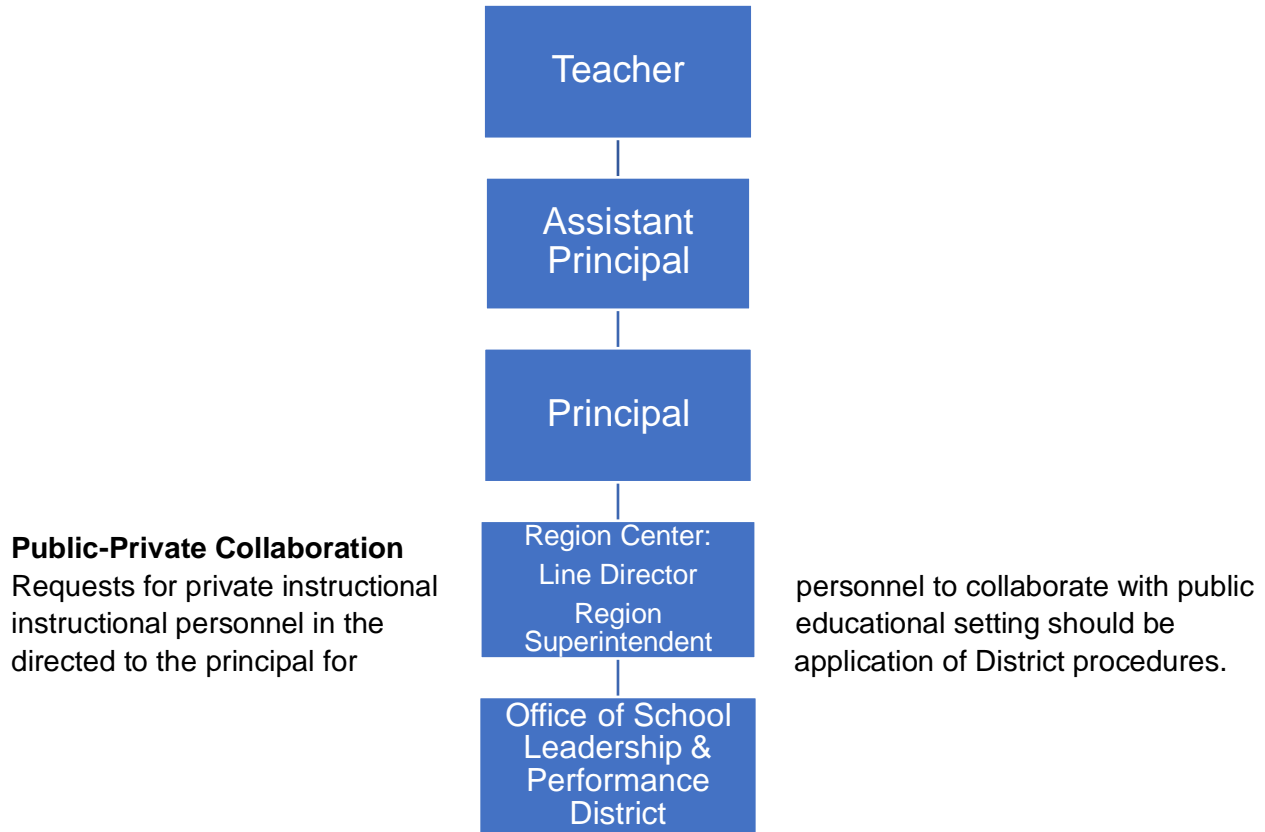 Teacher
Assistant
Principal
Principal
Region Center:
Line Director
Region
Superintendent
Office of School
Leadership &
Performance
District
Public-Private Collaboration
Requests for private instructional personnel to collaborate with public
instructional personnel in the educational setting should be
directed to the principal for application of District procedures.